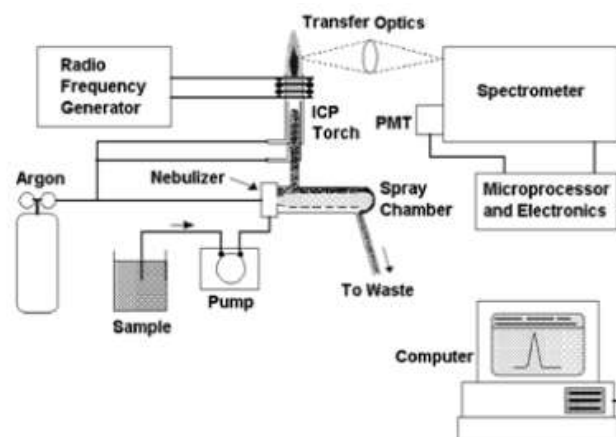 Transfer Optics
Radio
Frequency
Generator
ICP
Torch
Spectrometer
PMT
Argon
Nebulizer
Spray
Chamber
Microprocessor
and Electronics
Pump
To Waste
Sample
Computer